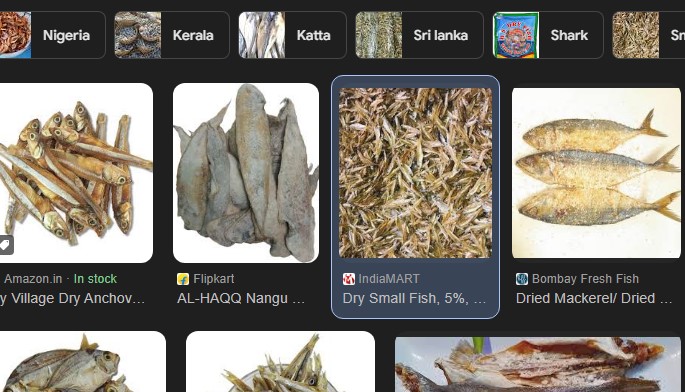 Nigeria
Kerala
Katta
Sri lanka
Shark
Amazon.in · In stock
Flipkart
IndiaMART
Bombay Fresh Fish
y Village Dry Anchov...
AL-HAQQ Nangu ...
Dry Small Fish, 5%, ...
Dried Mackerel/ Dried ...